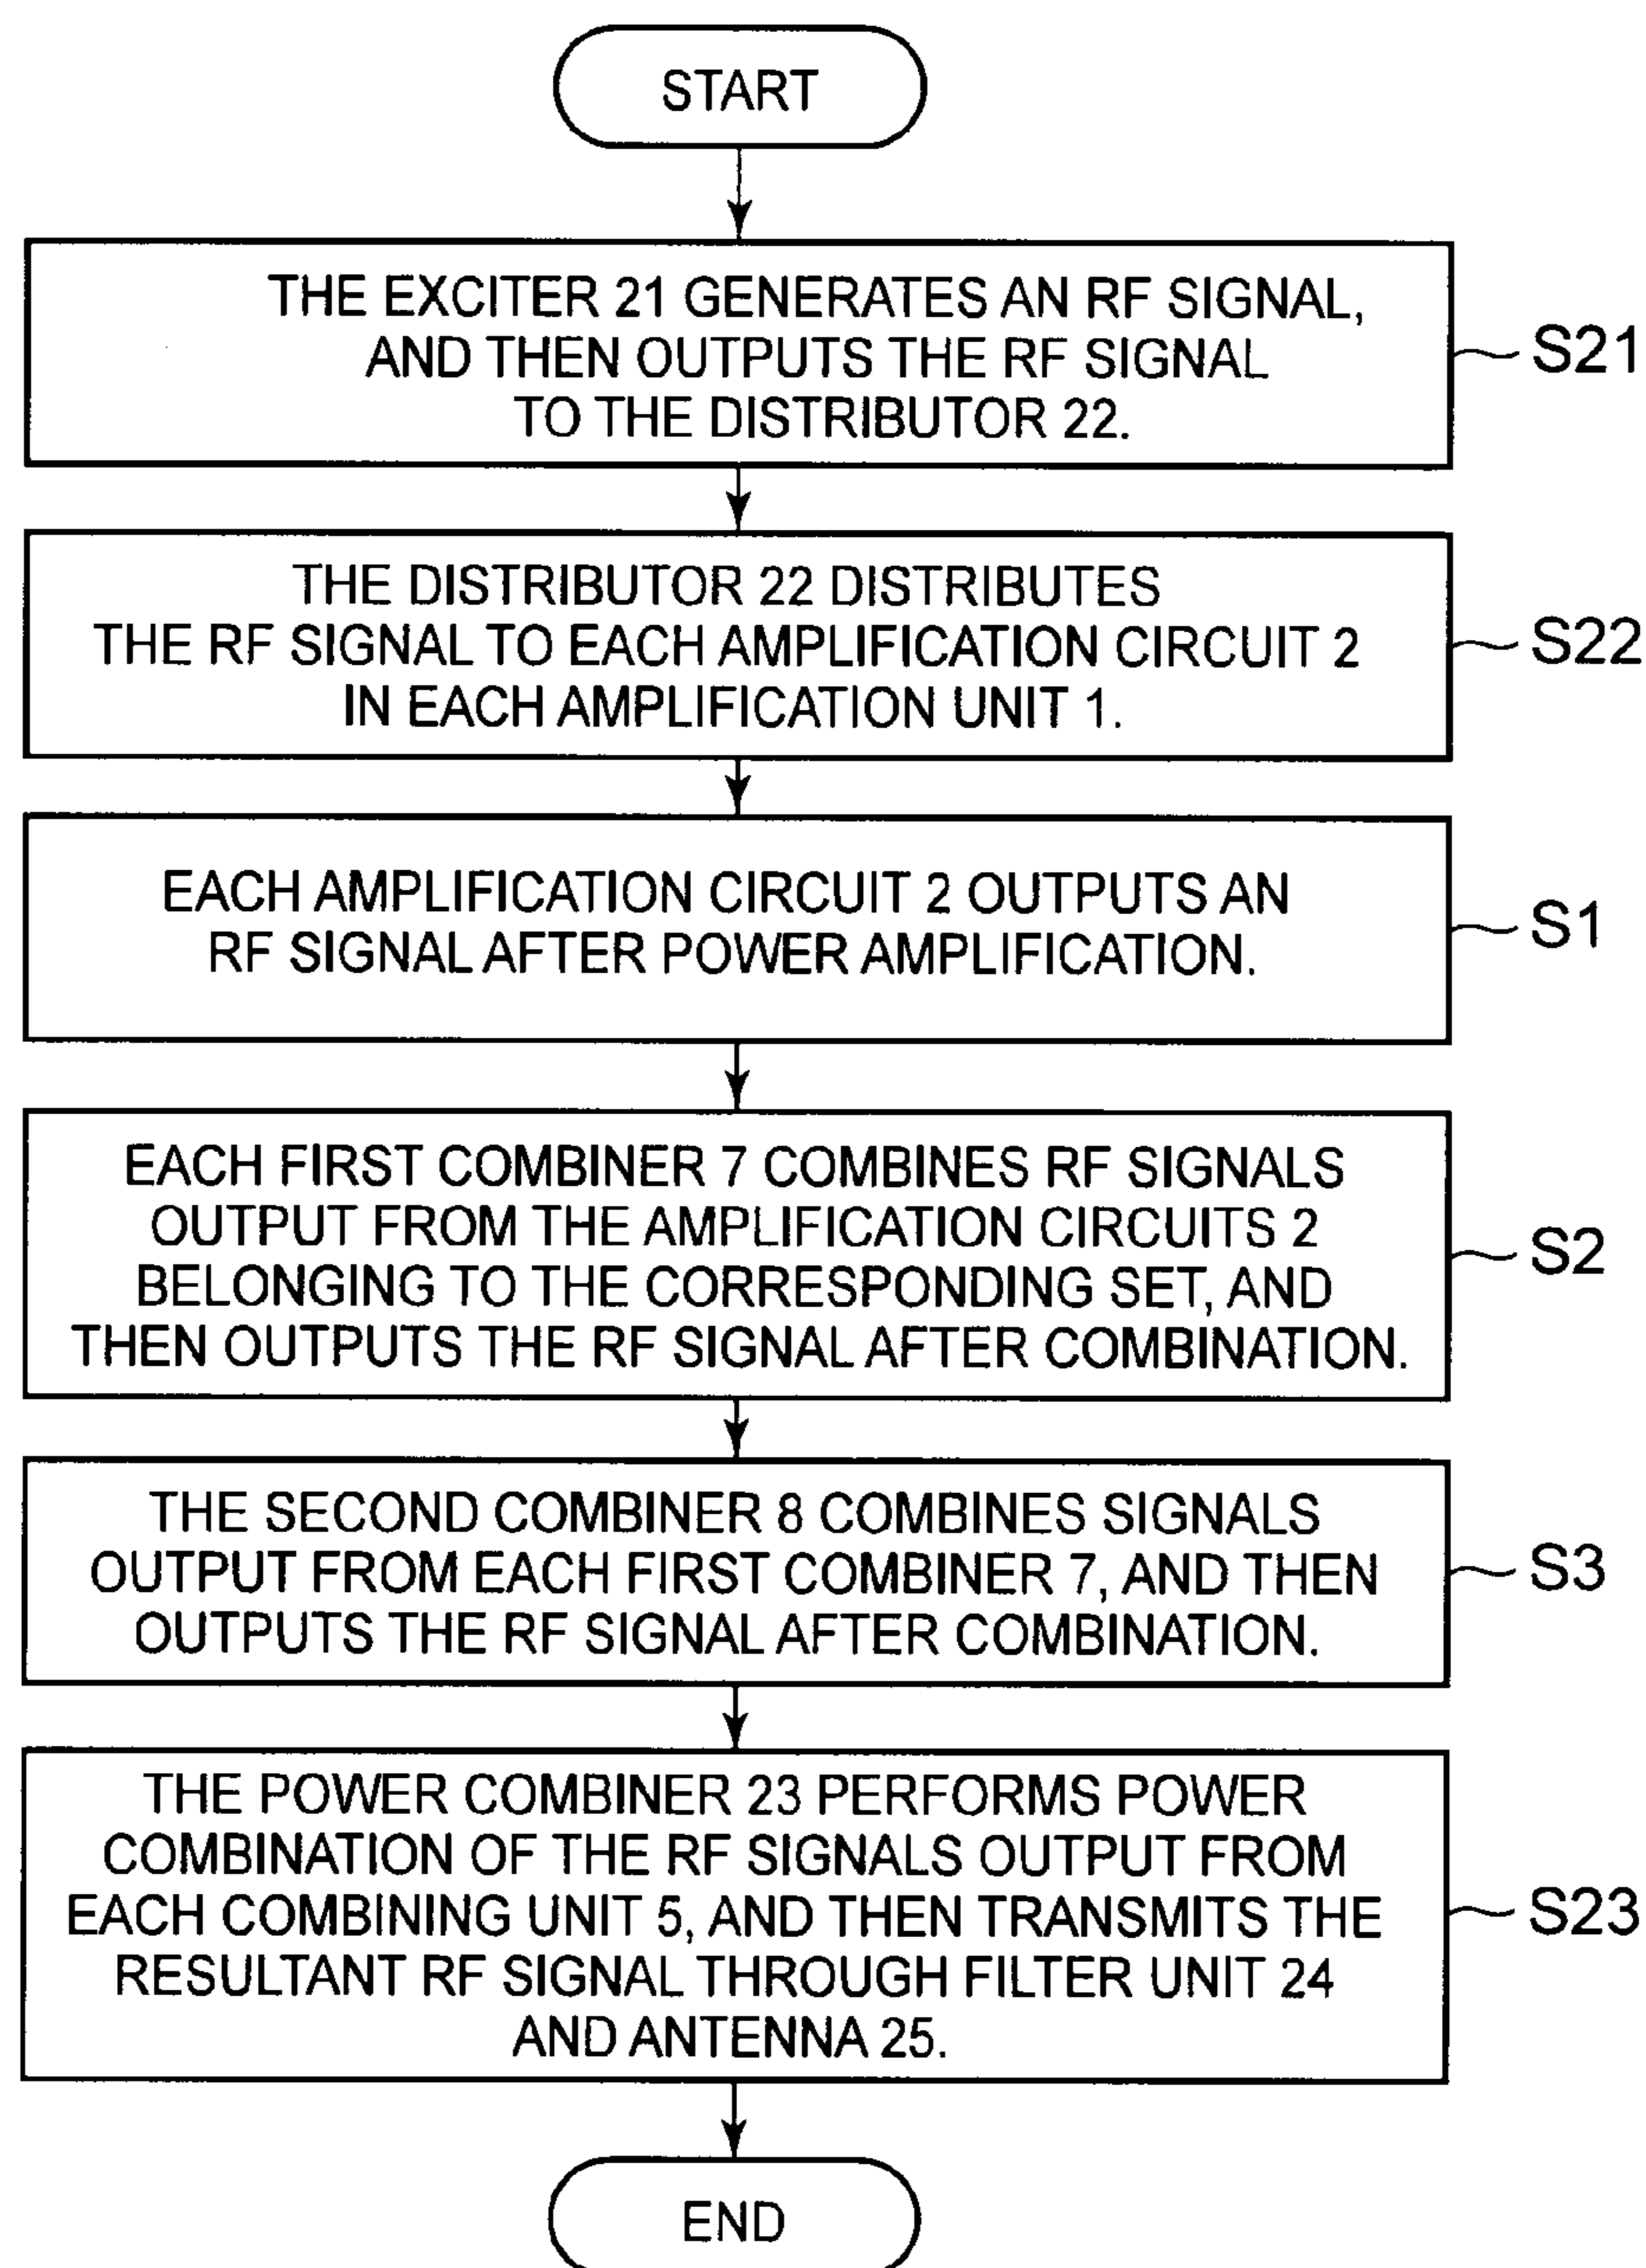 START
THE EXCITER 21 GENERATES AN RF SIGNAL,
AND THEN OUTPUTS THE RF SIGNAL
TO THE DISTRIBUTOR 22.
S21
THE DISTRIBUTOR 22 DISTRIBUTES
THE RF SIGNAL TO EACH AMPLIFICATION CIRCUIT 2
IN EACH AMPLIFICATION UNIT 1.
S22
EACH AMPLIFICATION CIRCUIT 2 OUTPUTS AN
RF SIGNAL AFTER POWER AMPLIFICATION.
S1
EACH FIRST COMBINER 7 COMBINES RF SIGNALS
OUTPUT FROM THE AMPLIFICATION CIRCUITS 2
BELONGING TO THE CORRESPONDING SET, AND
THEN OUTPUTS THE RF SIGNAL AFTER COMBINATION.
S2
THE SECOND COMBINER 8 COMBINES SIGNALS
OUTPUT FROM EACH FIRST COMBINER 7, AND THEN
OUTPUTS THE RF SIGNAL AFTER COMBINATION.
S3
THE POWER COMBINER 23 PERFORMS POWER
COMBINATION OF THE RF SIGNALS OUTPUT FROM
EACH COMBINING UNIT 5, AND THEN TRANSMITS THE
RESULTANT RF SIGNAL THROUGH FILTER UNIT 24
AND ANTENNA 25.
S23
END